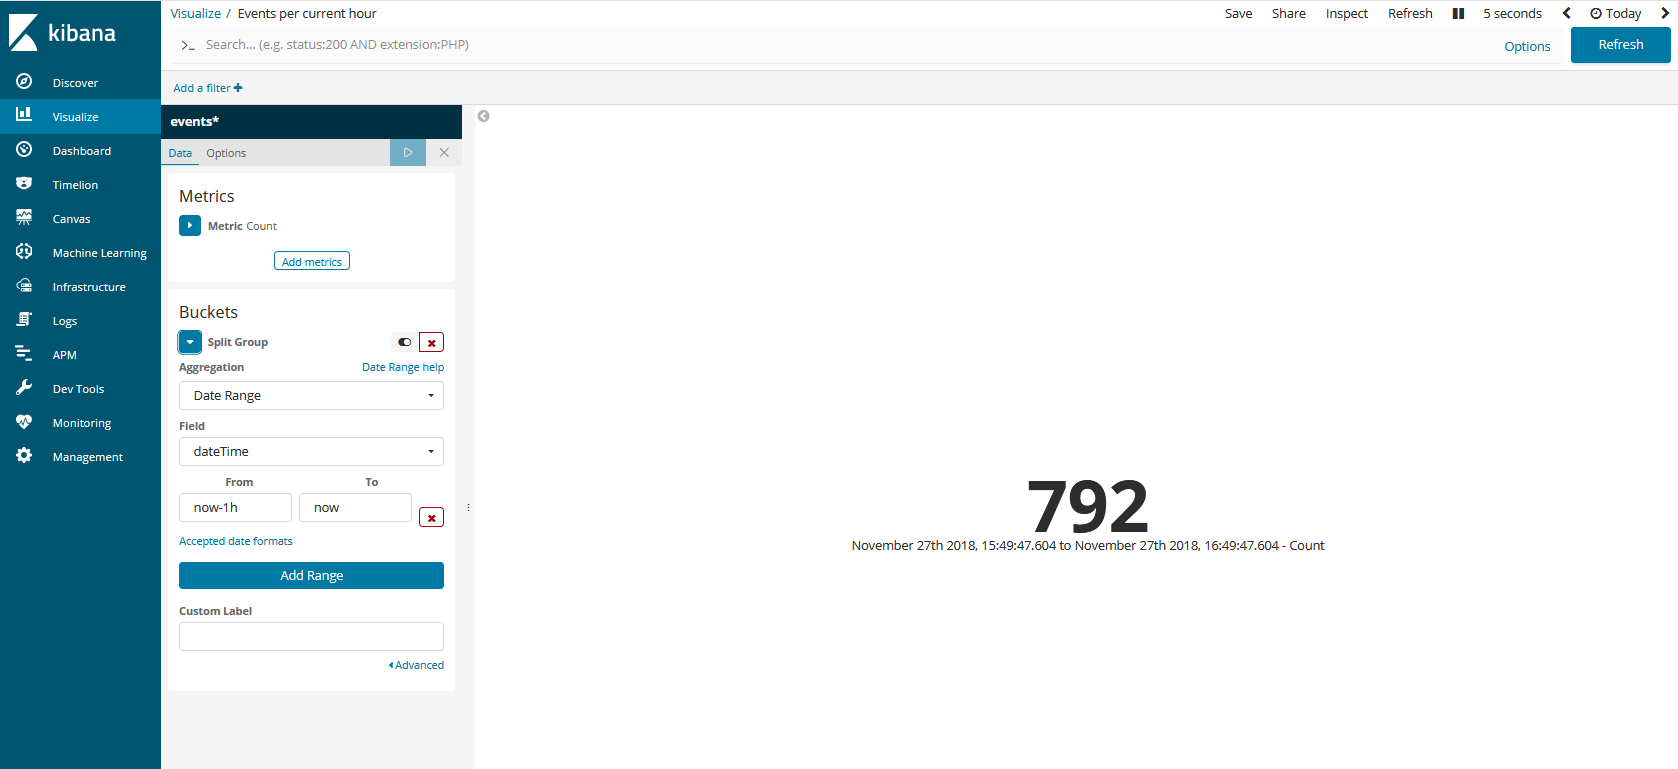 kibana
Discover
Visualize
Dashboard
Timelion
Canvas
Machine Learning
Infrastructure
Logs
APM
Dev Tools
Monitoring
Management
Visualize / Events per current hour
Save Share Inspect Refresh 5 seconds Today
>_ Search... (e.g. status:200 AND extension:PHP)
Options
Refresh
Add a filter
events*
Data Options
Metrics
Metric Count
Add metrics
Buckets
Split Group
Aggregation Date Range help
Date Range
Field
dateTime
From To
now-1h now
Accepted date formats
Add Range
Custom Label
Advanced
792
November 27th 2018, 15:49:47.604 to November 27th 2018, 16:49:47.604 - Count